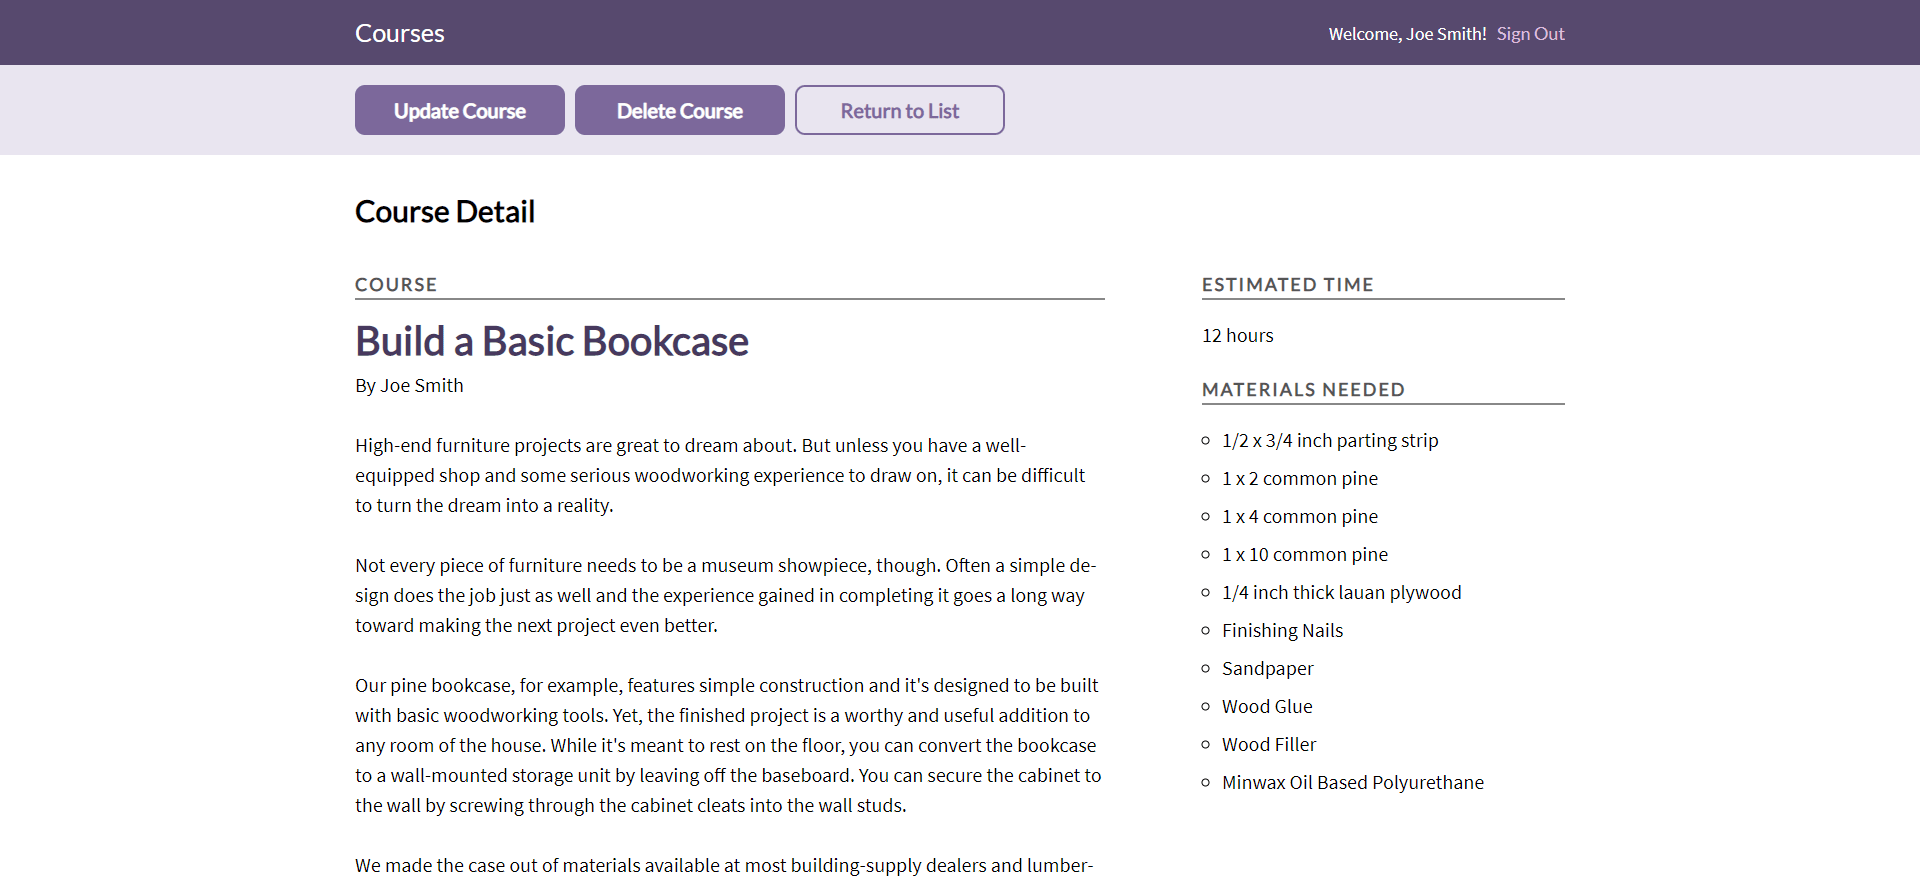 Courses
Welcome, Joe Smith! Sign Out
Update Course
Delete Course
Return to List
Course Detail
COURSE
Build a Basic Bookcase
By Joe Smith
High-end furniture projects are great to dream about. But unless you have a well-
equipped shop and some serious woodworking experience to draw on, it can be difficult
to turn the dream into a reality.
Not every piece of furniture needs to be a museum showpiece, though. Often a simple de-
sign does the job just as well and the experience gained in completing it goes a long way
toward making the next project even better.
Our pine bookcase, for example, features simple construction and it's designed to be built
with basic woodworking tools. Yet, the finished project is a worthy and useful addition to
any room of the house. While it's meant to rest on the floor, you can convert the bookcase
to a wall-mounted storage unit by leaving off the baseboard. You can secure the cabinet to
the wall by screwing through the cabinet cleats into the wall studs.
We made the case out of materials available at most building-supply dealers and lumber-
ESTIMATED TIME
12 hours
MATERIALS NEEDED
1/2 x 3/4 inch parting strip
1 x 2 common pine
1 x 4 common pine
1 x 10 common pine
1/4 inch thick lauan plywood
Finishing Nails
Sandpaper
Wood Glue
Wood Filler
Minwax Oil Based Polyurethane